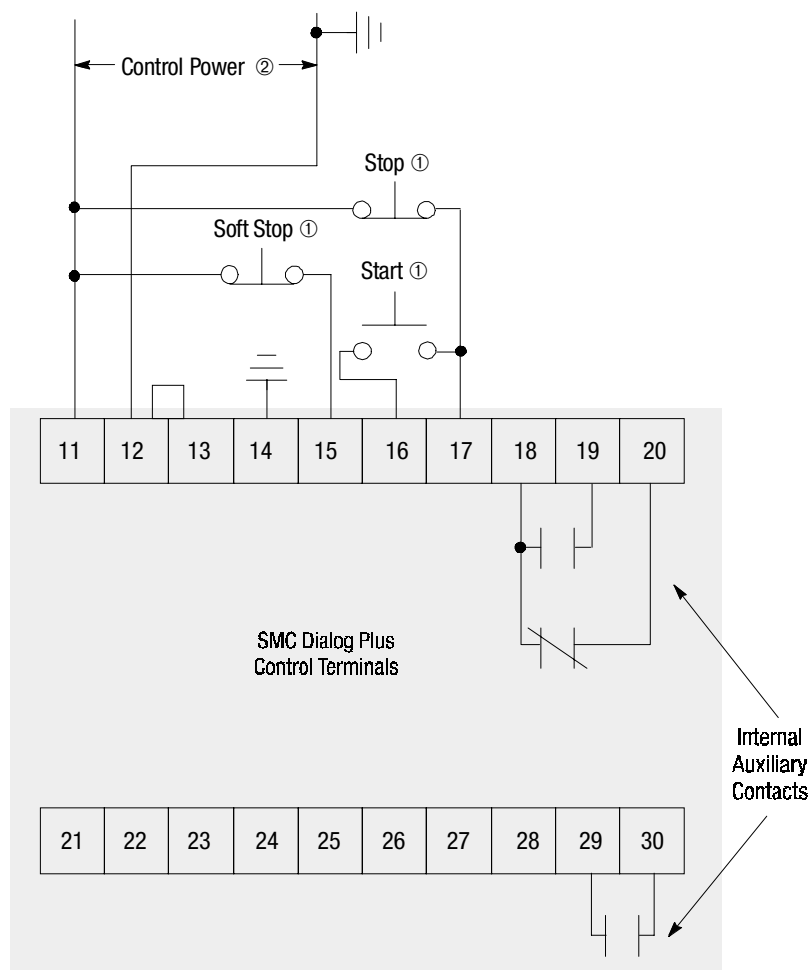 Control Power ②
Stop ①
Soft Stop ①
Start ①
11 12 13 14 15 16 17 18 19 20
SMC Dialog Plus
Control Terminals
Internal
Auxiliary
Contacts
21 22 23 24 25 26 27 28 29 30